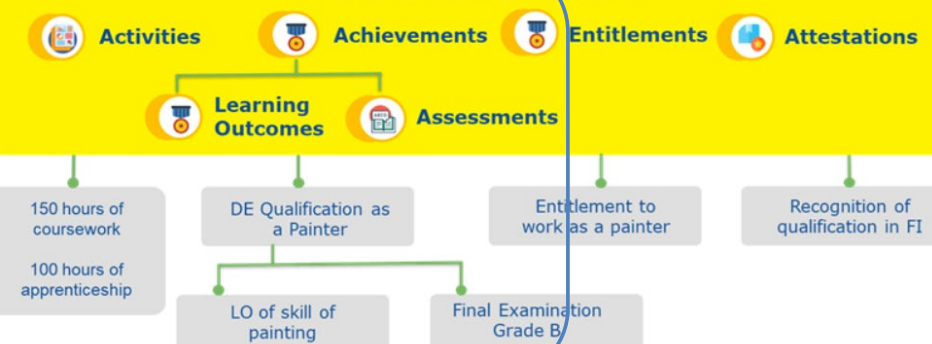 Activities
Achievements
Entitlements
Attestations
Learning
Outcomes
Assessments
150 hours of
coursework
100 hours of
apprenticeship
DE Qualification as
a Painter
Entitlement to
work as a painter
Recognition of
qualification in FI
LO of skill of
painting
Final Examination
Grade B